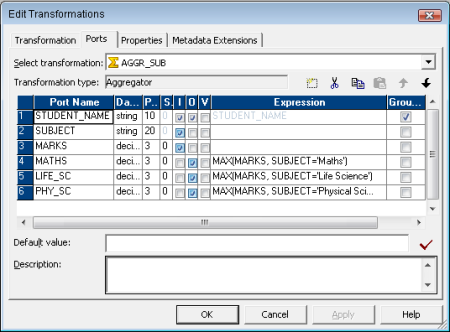 Edit Transformations
Transformation Ports Properties Metadata Extensions
Select transformation: Σ AGGR_SUB
Transformation type: Aggregator
Port Name Da... P... S. I O V Expression Grou...
1 STUDENT_NAME string 10 0 STUDENT_NAME
2 SUBJECT string 20 0
3 MARKS deci... 3 0
4 MATHS deci... 3 0 MAX(MARKS, SUBJECT='Maths')
5 LIFE_SC deci... 3 0 MAX(MARKS, SUBJECT='Life Science')
6 PHY_SC deci... 3 0 MAX(MARKS, SUBJECT='Physical Sci...
Default value:
Description:
OK Cancel Apply Help